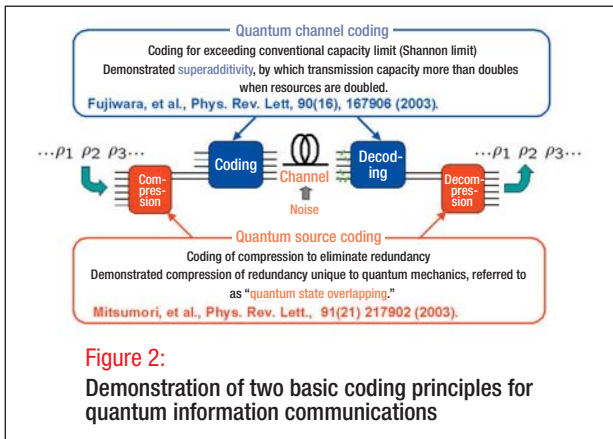 Quantum channel coding
Coding for exceeding conventional capacity limit (Shannon limit)
Demonstrated superadditivity, by which transmission capacity more than doubles
when resources are doubled.
Fujiwara, et al., Phys. Rev. Lett, 90(16), 167906 (2003).
...ρ1 ρ2 ρ3...
Com-
pres-
sion
Coding
Channel
Noise
Decod-
ing
Decom-
pres-
sion
...ρ1 ρ2 ρ3...
Quantum source coding
Coding of compression to eliminate redundancy
Demonstrated compression of redundancy unique to quantum mechanics, referred to
as “quantum state overlapping.”
Mitsumori, et al., Phys. Rev. Lett., 91(21) 217902 (2003).
Figure 2:
Demonstration of two basic coding principles for
quantum information communications